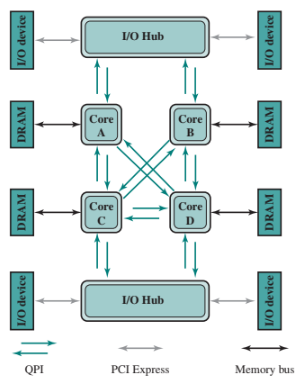 I/O device
I/O Hub
I/O device
DRAM
Core
A
Core
B
DRAM
DRAM
Core
C
Core
D
DRAM
I/O device
I/O Hub
I/O device
QPI
PCI Express
Memory bus